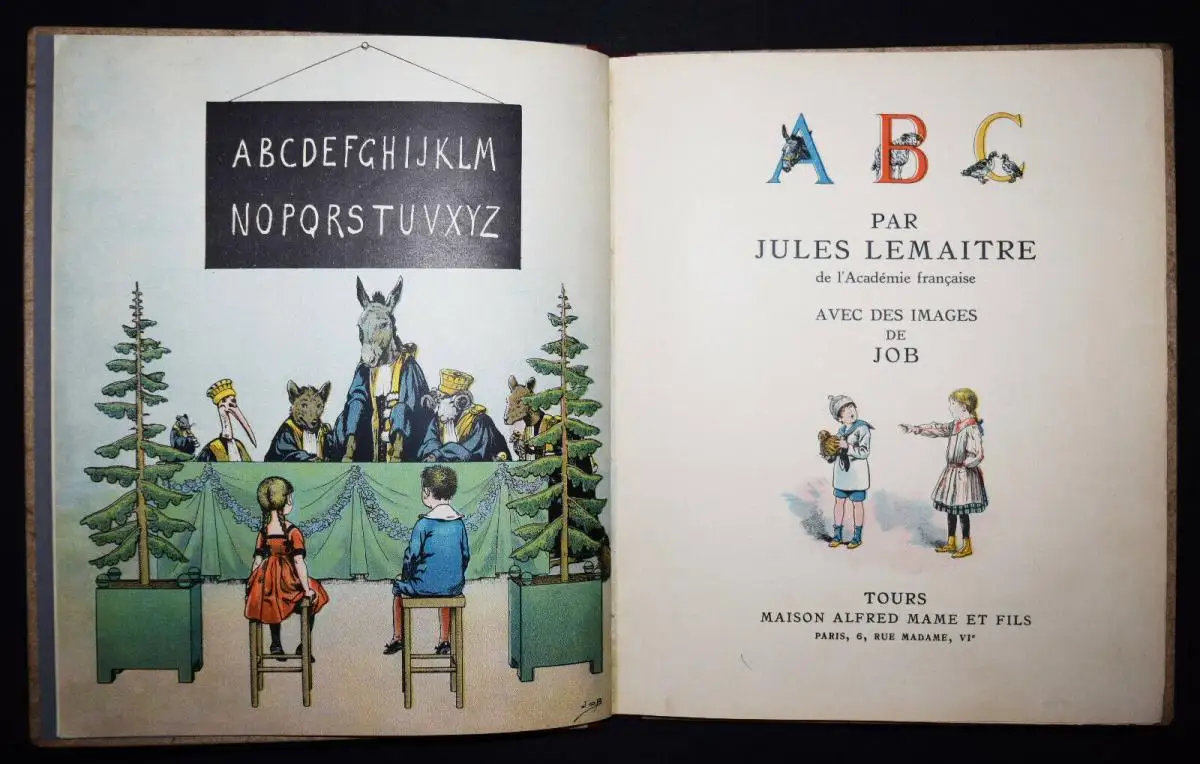 ABCDEFGHIJKLM
NOPQRSTUVXYZ
JOB
A B C
PAR
JULES LEMAITRE
de l'Académie française
AVEC DES IMAGES
DE
JOB
TOURS
MAISON ALFRED MAME ET FILS
PARIS, 6, RUE MADAME, VIᵉ